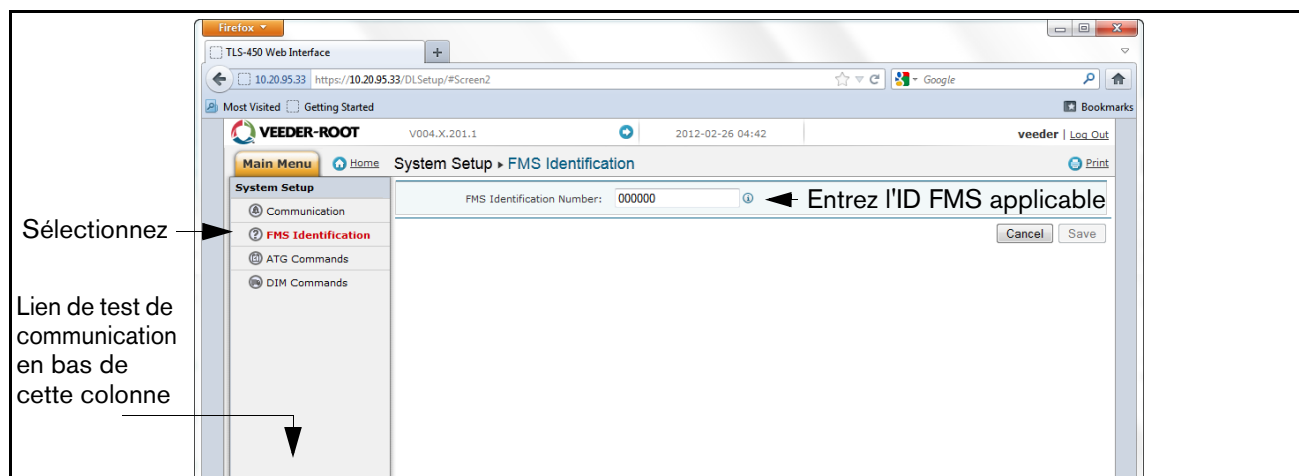 Firefox
TLS-450 Web Interface
10.20.95.33 https://10.20.95.33/DLSetup/#Screen2
Google
Most Visited Getting Started
Bookmarks
VEEDER-ROOT V004.X.201.1 2012-02-26 04:42 veeder | Log Out
Main Menu Home System Setup FMS Identification Print
System Setup
FMS Identification Number: 000000
Entrez l'ID FMS applicable
Communication
Sélectionnez
FMS Identification
Cancel Save
ATG Commands
DIM Commands
Lien de test de
communication
en bas de
cette colonne